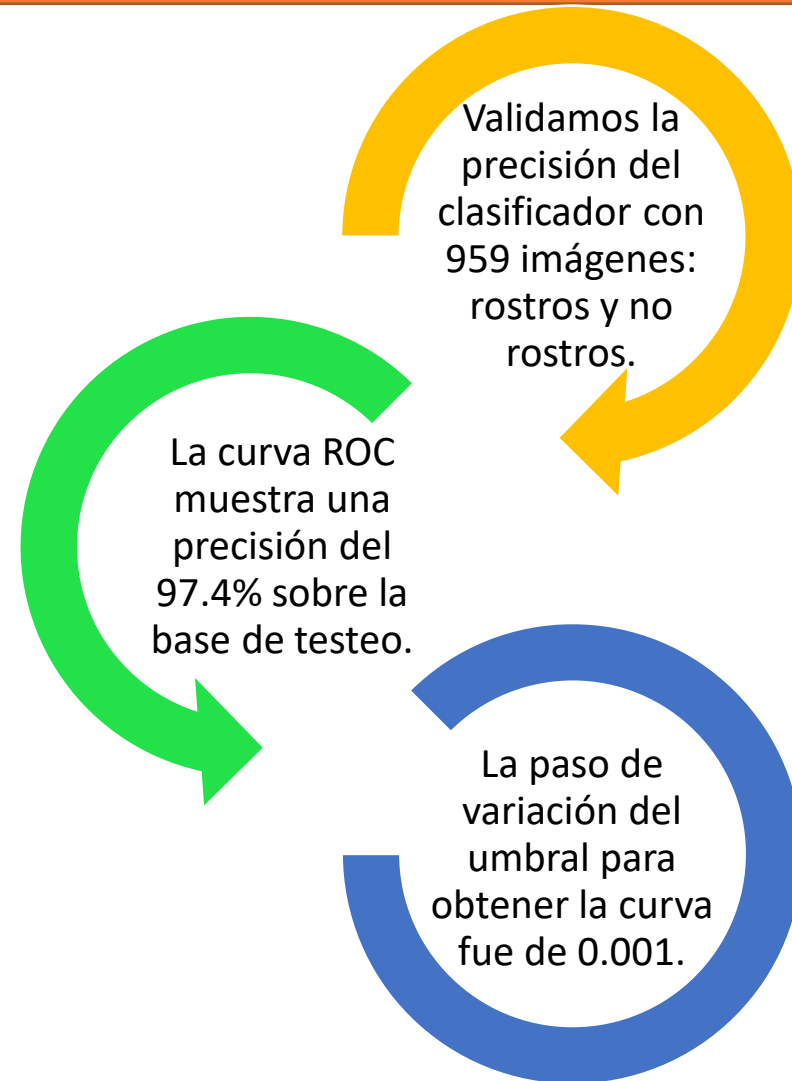 Validamos la
precisión del
clasificador con
959 imágenes:
rostros y no
rostros.
La curva ROC
muestra una
precisión del
97.4% sobre la
base de testeo.
La paso de
variación del
umbral para
obtener la curva
fue de 0.001.